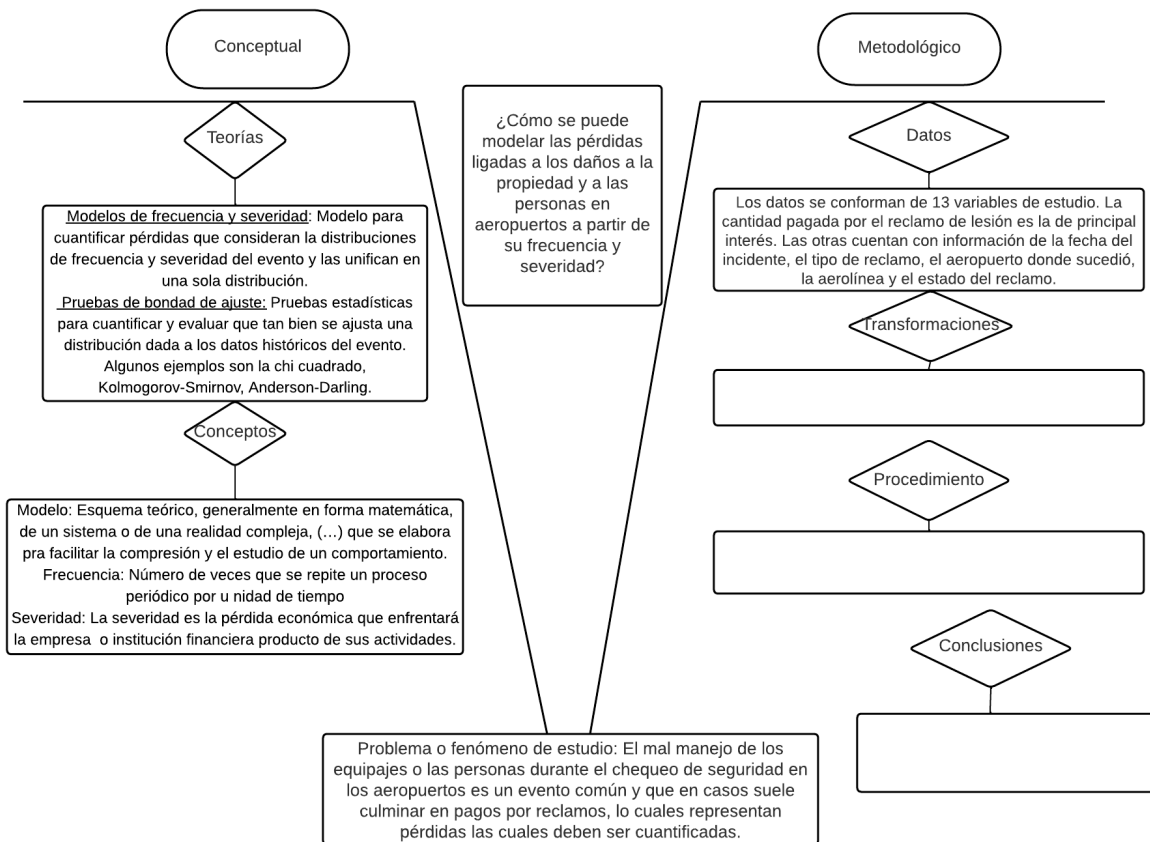 Conceptual
Teorías
Modelos de frecuencia y severidad: Modelo para
cuantificar pérdidas que consideran la distribuciones
de frecuencia y severidad del evento y las unifican en
una sola distribución.
Pruebas de bondad de ajuste: Pruebas estadísticas
para cuantificar y evaluar que tan bien se ajusta una
distribución dada a los datos históricos del evento.
Algunos ejemplos son la chi cuadrado,
Kolmogorov-Smirnov, Anderson-Darling.
Conceptos
Modelo: Esquema teórico, generalmente en forma matemática,
de un sistema o de una realidad compleja, (…) que se elabora
pra facilitar la compresión y el estudio de un comportamiento.
Frecuencia: Número de veces que se repite un proceso
periódico por u nidad de tiempo
Severidad: La severidad es la pérdida económica que enfrentará
la empresa o institución financiera producto de sus actividades.
¿Cómo se puede
modelar las pérdidas
ligadas a los daños a la
propiedad y a las
personas en
aeropuertos a partir de
su frecuencia y
severidad?
Metodológico
Datos
Los datos se conforman de 13 variables de estudio. La
cantidad pagada por el reclamo de lesión es la de principal
interés. Las otras cuentan con información de la fecha del
incidente, el tipo de reclamo, el aeropuerto donde sucedió,
la aerolínea y el estado del reclamo.
Transformaciones
Procedimiento
Conclusiones
Problema o fenómeno de estudio: El mal manejo de los
equipajes o las personas durante el chequeo de seguridad en
los aeropuertos es un evento común y que en casos suele
culminar en pagos por reclamos, lo cuales representan
pérdidas las cuales deben ser cuantificadas.